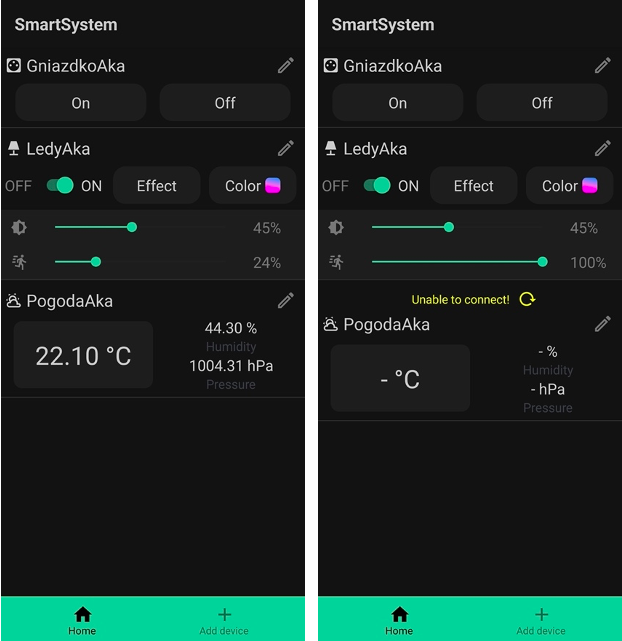 SmartSystem
GniazdkoAka
On Off
LedyAka
OFF ON Effect Color
45%
24%
PogodaAka
22.10 °C
44.30 %
Humidity
1004.31 hPa
Pressure
Home Add device
SmartSystem
GniazdkoAka
On Off
LedyAka
OFF ON Effect Color
45%
100%
Unable to connect!
PogodaAka
- °C
- %
Humidity
- hPa
Pressure
Home Add device